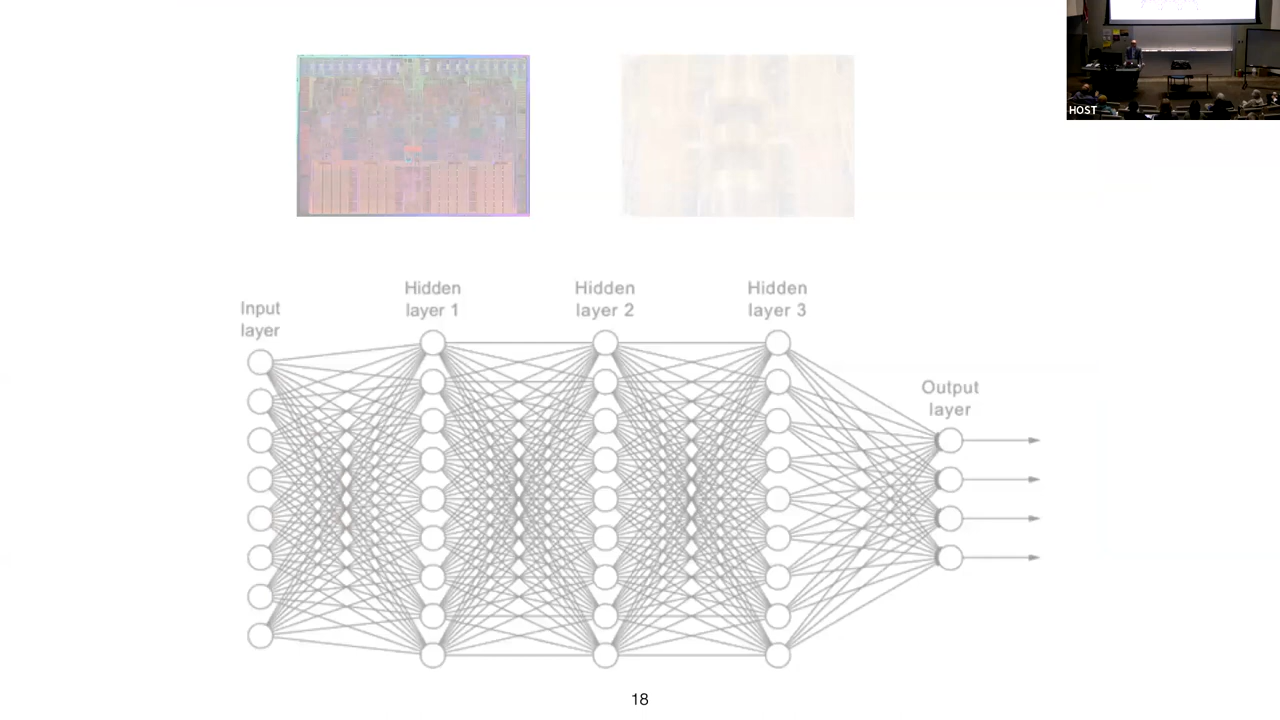 HOST
Hidden
layer 1
Hidden
layer 2
Hidden
layer 3
Input
layer
Output
layer
18